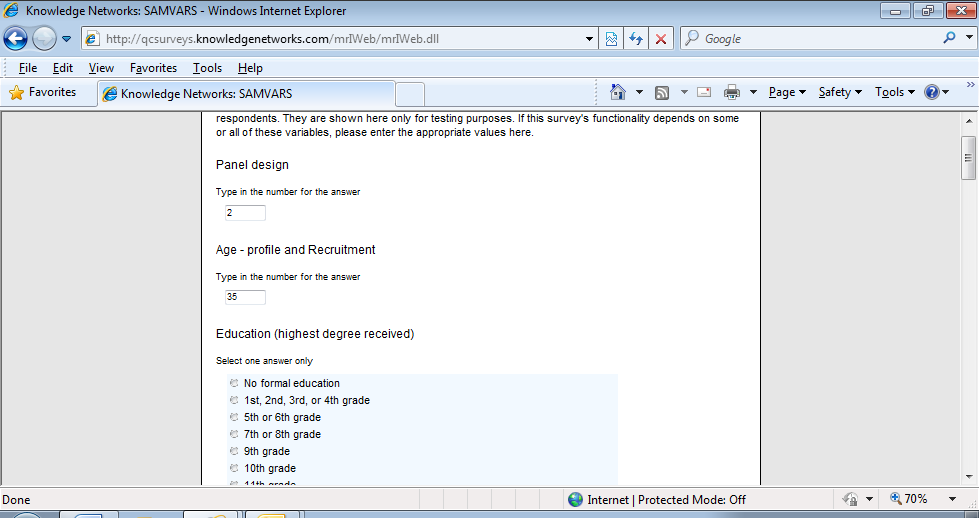 Knowledge Networks: SAMVARS - Windows Internet Explorer
http://qcsurveys.knowledgenetworks.com/mrIWeb/mrIWeb.dll
Google
File Edit View Favorites Tools Help
Favorites Knowledge Networks: SAMVARS Page Safety Tools
respondents. They are shown here only for testing purposes. If this survey's functionality depends on some
or all of these variables, please enter the appropriate values here.
Panel design
Type in the number for the answer
2
Age - profile and Recruitment
Type in the number for the answer
35
Education (highest degree received)
Select one answer only
No formal education
1st, 2nd, 3rd, or 4th grade
5th or 6th grade
7th or 8th grade
9th grade
10th grade
11th grade
Done Internet | Protected Mode: Off 70%